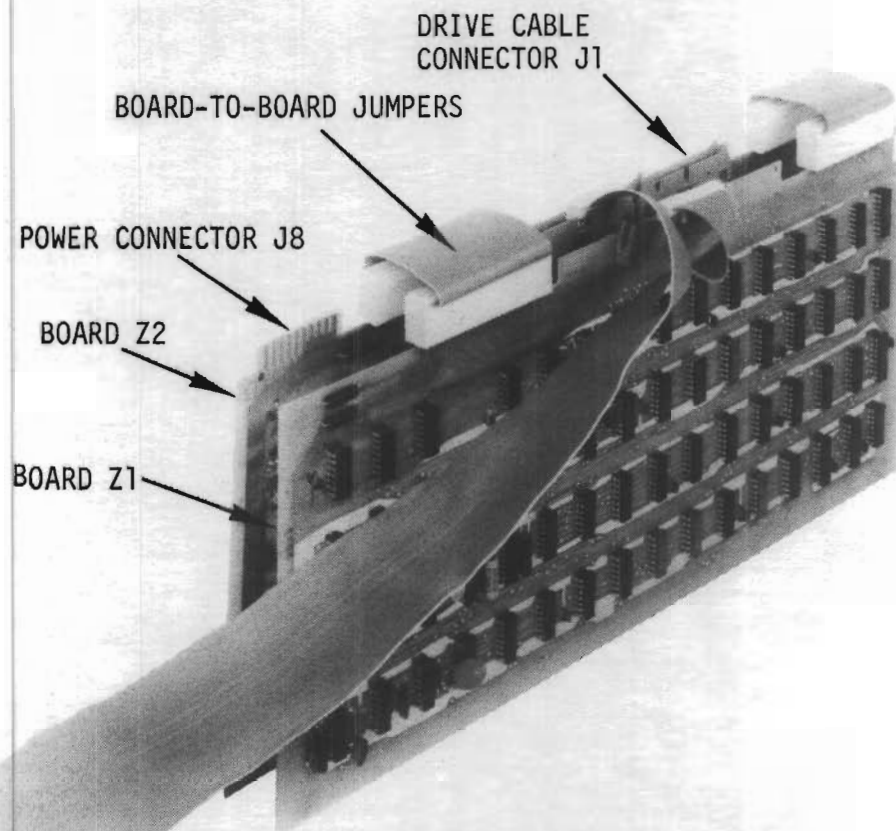 DRIVE CABLE
CONNECTOR J1
BOARD-TO-BOARD JUMPERS
POWER CONNECTOR J8
BOARD Z2
BOARD Z1